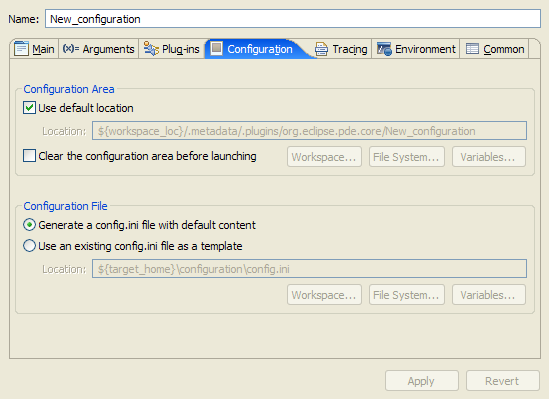 Name: New_configuration
Main (x)= Arguments Plug-ins Configuration Tracing Environment Common
Configuration Area
Use default location
Location: ${workspace_loc}/.metadata/.plugins/org.eclipse.pde.core/New_configuration
Clear the configuration area before launching Workspace... File System... Variables...
Configuration File
Generate a config.ini file with default content
Use an existing config.ini file as a template
Location: ${target_home}\configuration\config.ini
Workspace... File System... Variables...
Apply Revert